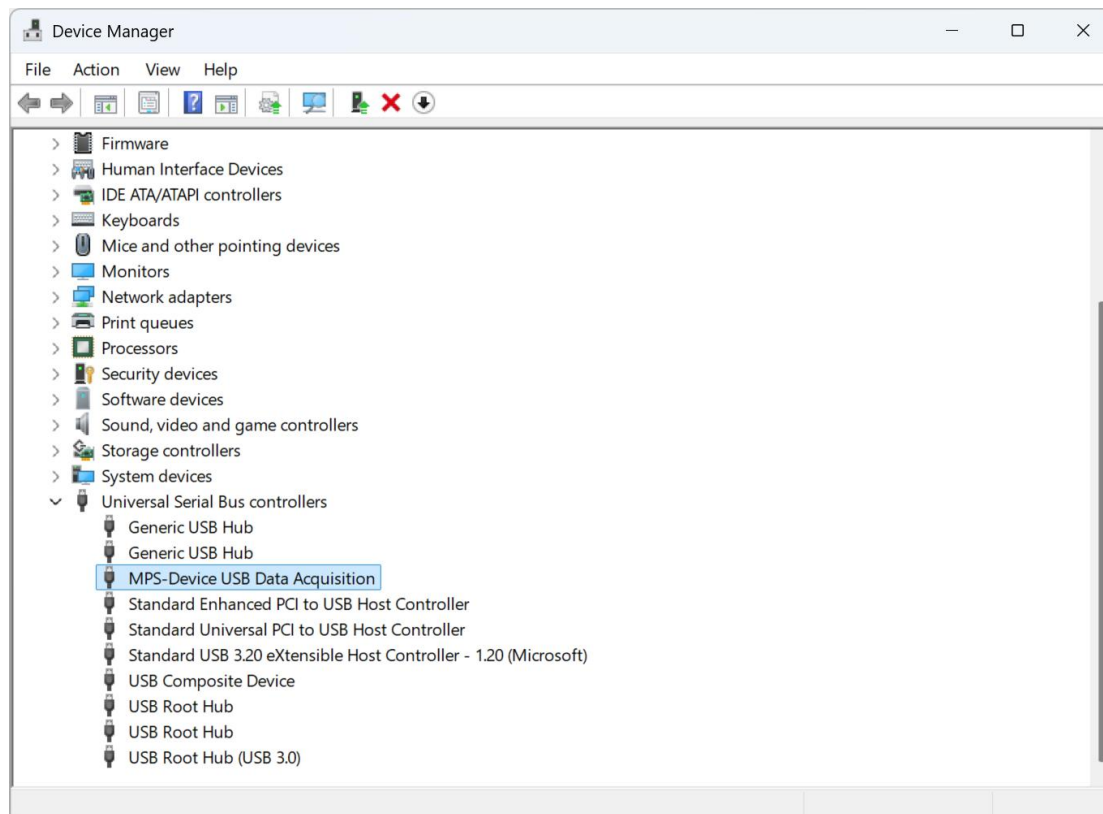 Device Manager
File Action View Help
Firmware
Human Interface Devices
IDE ATA/ATAPI controllers
Keyboards
Mice and other pointing devices
Monitors
Network adapters
Print queues
Processors
Security devices
Software devices
Sound, video and game controllers
Storage controllers
System devices
Universal Serial Bus controllers
Generic USB Hub
Generic USB Hub
MPS-Device USB Data Acquisition
Standard Enhanced PCI to USB Host Controller
Standard Universal PCI to USB Host Controller
Standard USB 3.20 eXtensible Host Controller - 1.20 (Microsoft)
USB Composite Device
USB Root Hub
USB Root Hub
USB Root Hub (USB 3.0)